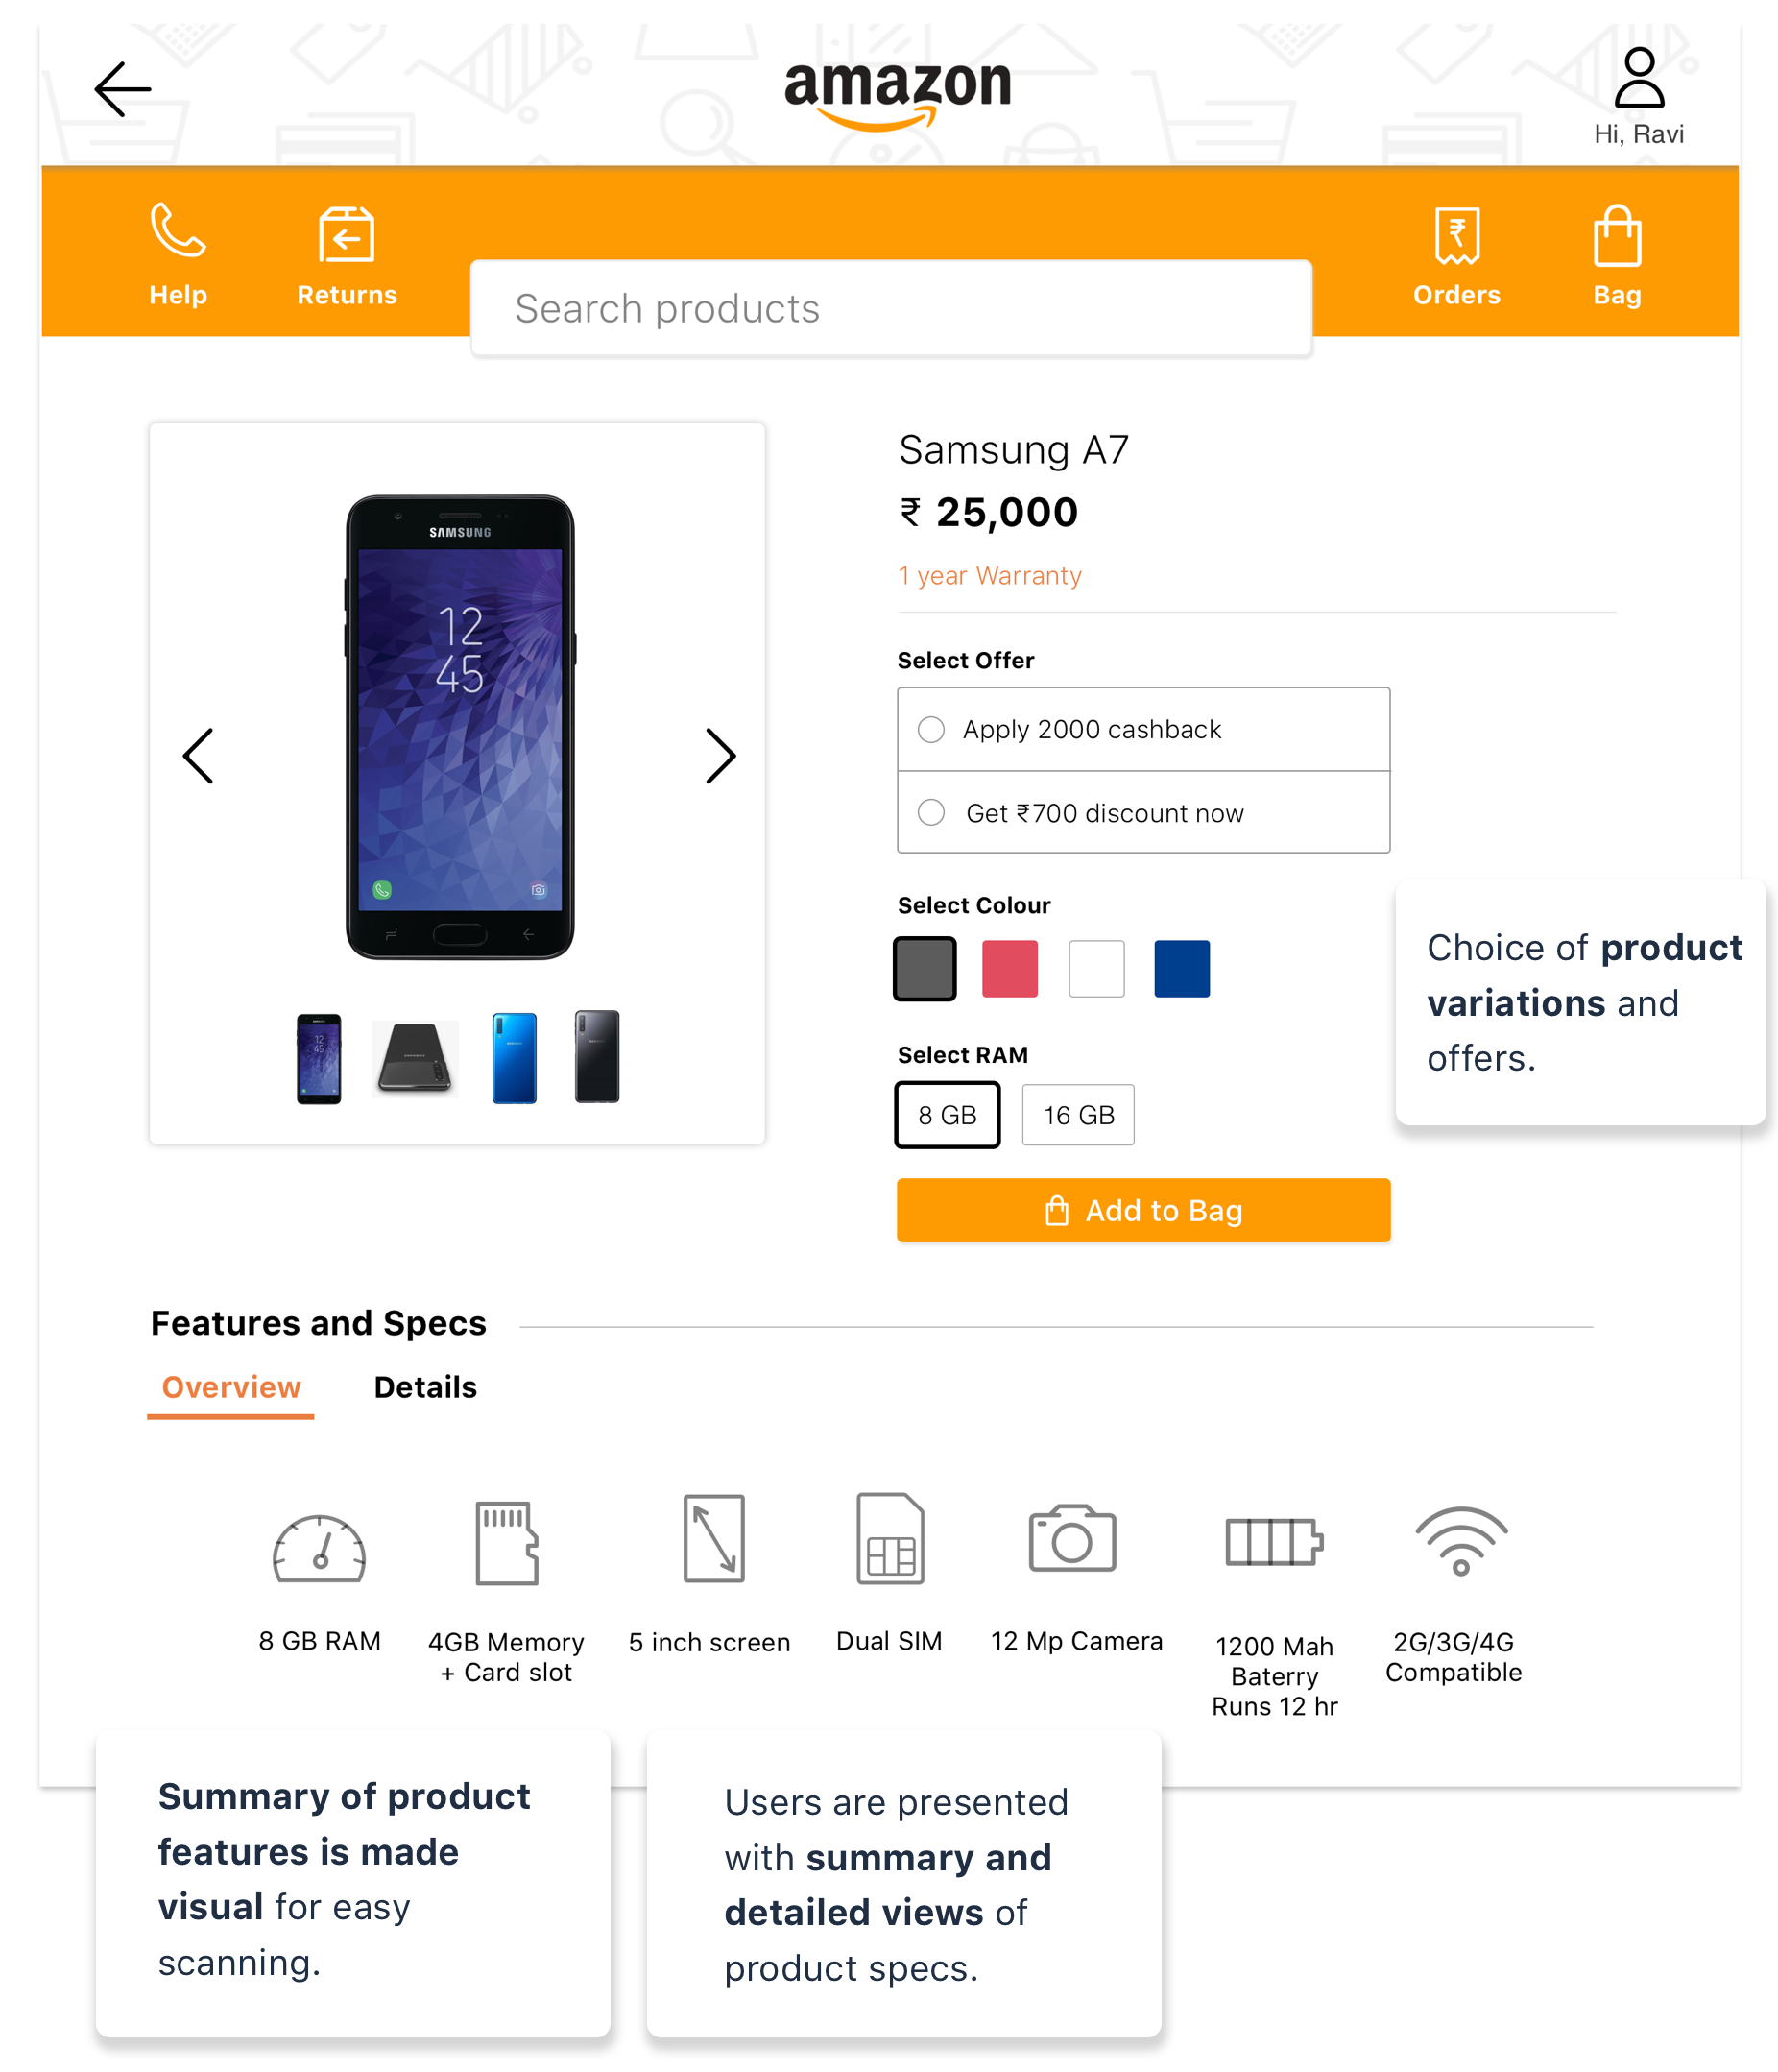 amazon
Hi, Ravi
Help
Returns
Search products
Orders
Bag
SAMSUNG
12
45
Samsung A7
₹ 25,000
1 year Warranty
Select Offer
Apply 2000 cashback
Get ₹700 discount now
Select Colour
Choice of product
variations and
offers.
Select RAM
8 GB
16 GB
Add to Bag
Features and Specs
Overview
Details
8 GB RAM
4GB Memory
+ Card slot
5 inch screen
Dual SIM
12 Mp Camera
1200 Mah
Baterry
Runs 12 hr
2G/3G/4G
Compatible
Summary of product
features is made
visual for easy
scanning.
Users are presented
with summary and
detailed views of
product specs.